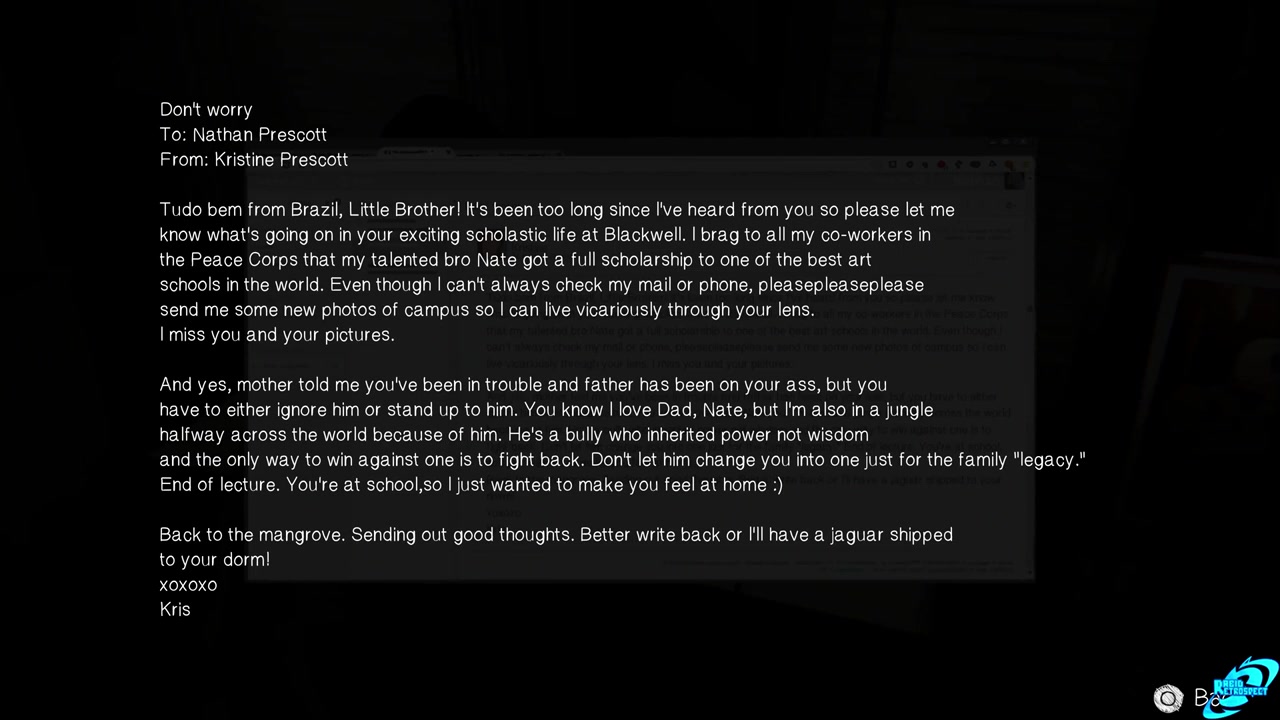 Don't worry
To: Nathan Prescott
From: Kristine Prescott
Tudo bem from Brazil, Little Brother! It's been too long since I've heard from you so please let me
know what's going on in your exciting scholastic life at Blackwell. I brag to all my co-workers in
the Peace Corps that my talented bro Nate got a full scholarship to one of the best art
schools in the world. Even though I can't always check my mail or phone, pleasepleaseplease
send me some new photos of campus so I can live vicariously through your lens.
I miss you and your pictures.
And yes, mother told me you've been in trouble and father has been on your ass, but you
have to either ignore him or stand up to him. You know I love Dad, Nate, but I'm also in a jungle
halfway across the world because of him. He's a bully who inherited power not wisdom
and the only way to win against one is to fight back. Don't let him change you into one just for the family "legacy."
End of lecture. You're at school,so I just wanted to make you feel at home :)
Back to the mangrove. Sending out good thoughts. Better write back or I'll have a jaguar shipped
to your dorm!
xoxoxo
Kris
RETROSPECT